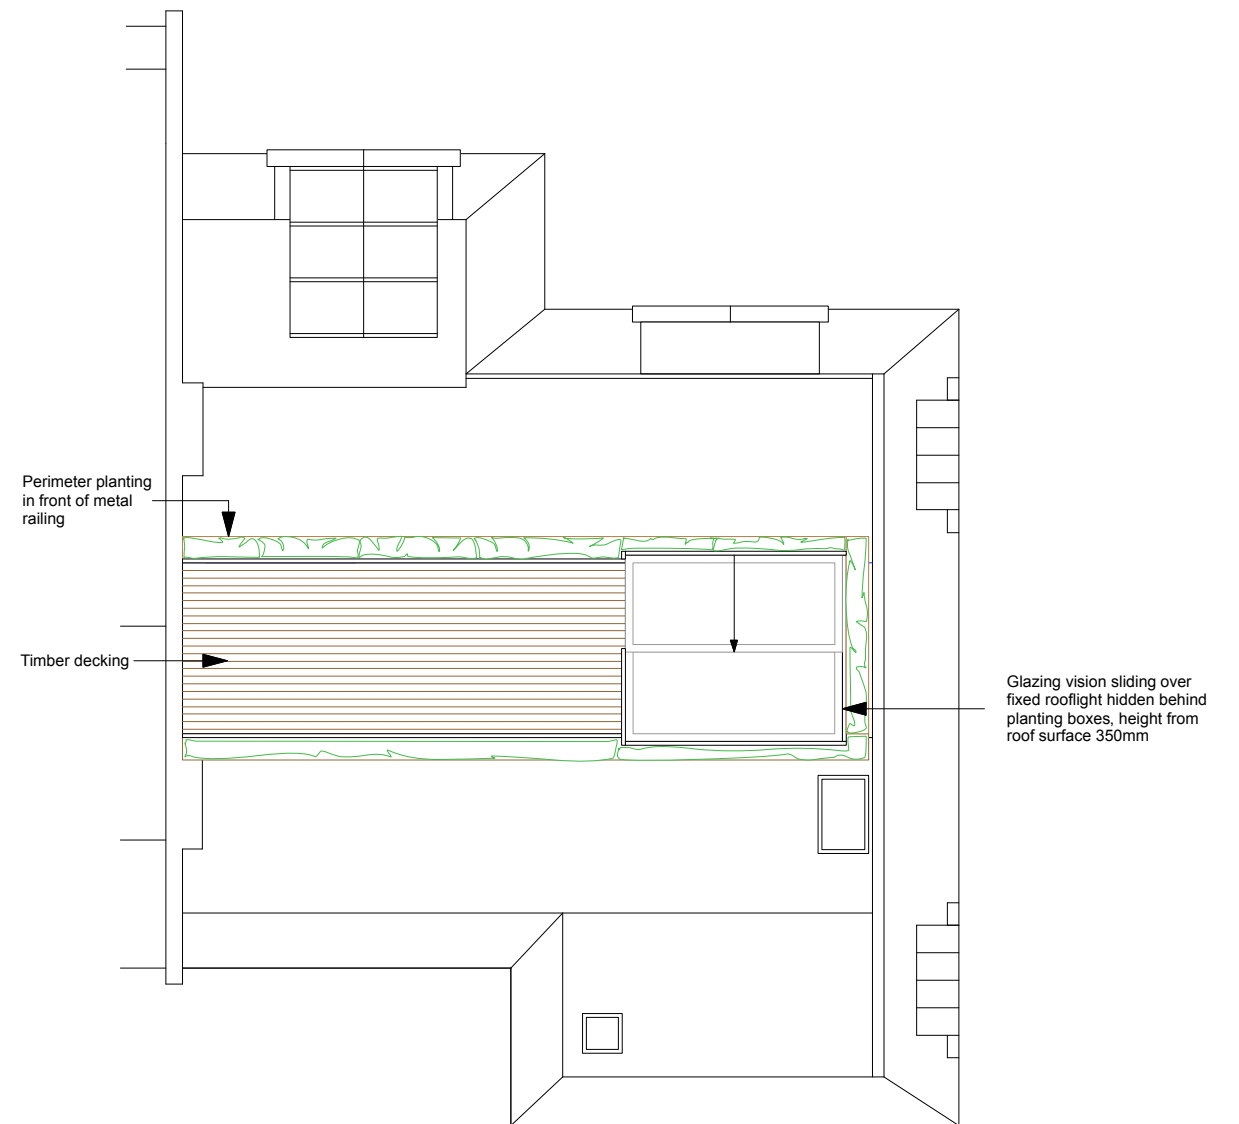 Perimeter planting
in front of metal
railing
Timber decking
Glazing vision sliding over
fixed rooflight hidden behind
planting boxes, height from
roof surface 350mm